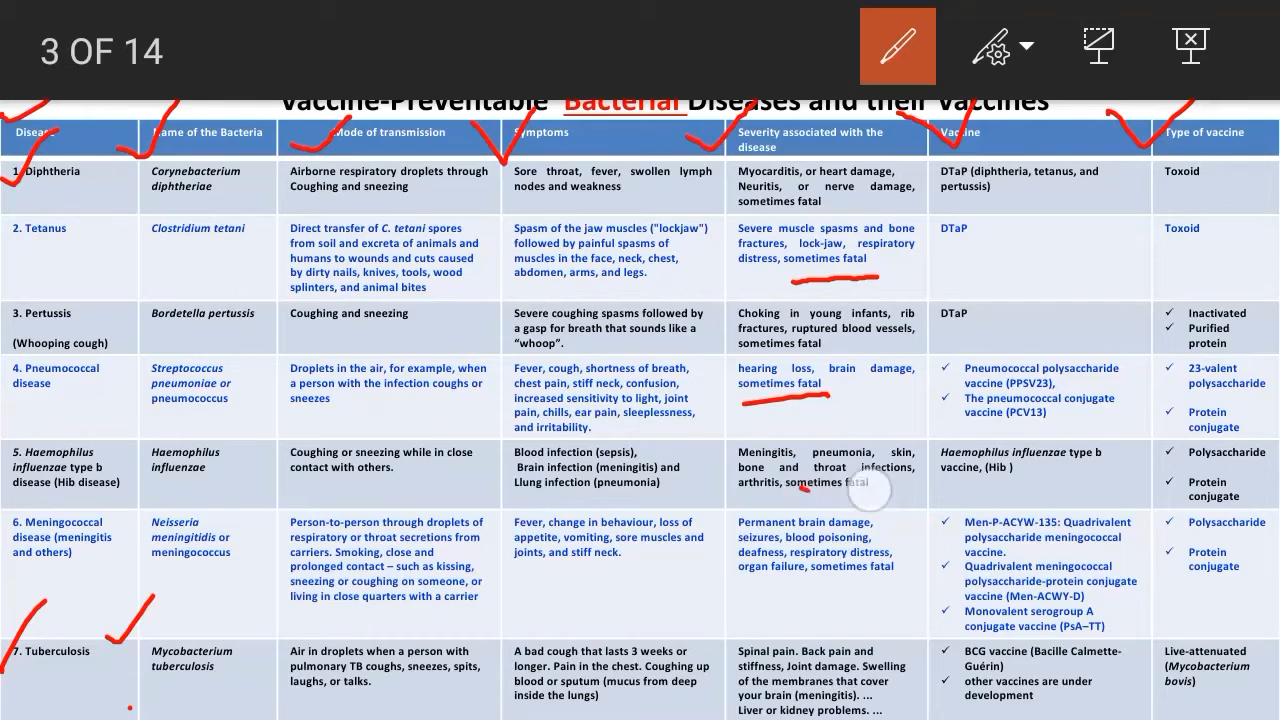 3 OF 14
Vaccine-Preventable Bacterial Diseases and their Vaccines
Disease
Name of the Bacteria
Mode of transmission
Symptoms
Severity associated with the
disease
Vaccine
Type of vaccine
1. Diphtheria
Corynebacterium
diphtheriae
Airborne respiratory droplets through
Coughing and sneezing
Sore throat, fever, swollen lymph
nodes and weakness
Myocarditis, or heart damage,
Neuritis, or nerve damage,
sometimes fatal
DTaP (diphtheria, tetanus, and
pertussis)
Toxoid
2. Tetanus
Clostridium tetani
Direct transfer of C. tetani spores
from soil and excreta of animals and
humans to wounds and cuts caused
by dirty nails, knives, tools, wood
splinters, and animal bites
Spasm of the jaw muscles ("lockjaw")
followed by painful spasms of
muscles in the face, neck, chest,
abdomen, arms, and legs.
Severe muscle spasms and bone
fractures, lock-jaw, respiratory
distress, sometimes fatal
DTaP
Toxoid
3. Pertussis
(Whooping cough)
Bordetella pertussis
Coughing and sneezing
Severe coughing spasms followed by
a gasp for breath that sounds like a
“whoop”.
Choking in young infants, rib
fractures, ruptured blood vessels,
sometimes fatal
DTaP
✓ Inactivated
✓ Purified
protein
4. Pneumococcal
disease
Streptococcus
pneumoniae or
pneumococcus
Droplets in the air, for example, when
a person with the infection coughs or
sneezes
Fever, cough, shortness of breath,
chest pain, stiff neck, confusion,
increased sensitivity to light, joint
pain, chills, ear pain, sleeplessness,
and irritability.
hearing loss, brain damage,
sometimes fatal
✓ Pneumococcal polysaccharide
vaccine (PPSV23),
✓ The pneumococcal conjugate
vaccine (PCV13)
✓ 23-valent
polysaccharide
✓ Protein
conjugate
5. Haemophilus
influenzae type b
disease (Hib disease)
Haemophilus
influenzae
Coughing or sneezing while in close
contact with others.
Blood infection (sepsis),
Brain infection (meningitis) and
Llung infection (pneumonia)
Meningitis, pneumonia, skin,
bone and throat infections,
arthritis, sometimes fatal
Haemophilus influenzae type b
vaccine, (Hib )
✓ Polysaccharide
✓ Protein
conjugate
6. Meningococcal
disease (meningitis
and others)
Neisseria
meningitidis or
meningococcus
Person-to-person through droplets of
respiratory or throat secretions from
carriers. Smoking, close and
prolonged contact – such as kissing,
sneezing or coughing on someone, or
living in close quarters with a carrier
Fever, change in behaviour, loss of
appetite, vomiting, sore muscles and
joints, and stiff neck.
Permanent brain damage,
seizures, blood poisoning,
deafness, respiratory distress,
organ failure, sometimes fatal
✓ Men-P-ACYW-135: Quadrivalent
polysaccharide meningococcal
vaccine.
✓ Quadrivalent meningococcal
polysaccharide-protein conjugate
vaccine (Men-ACWY-D)
✓ Monovalent serogroup A
conjugate vaccine (PsA–TT)
✓ Polysaccharide
✓ Protein
conjugate
7. Tuberculosis
Mycobacterium
tuberculosis
Air in droplets when a person with
pulmonary TB coughs, sneezes, spits,
laughs, or talks.
A bad cough that lasts 3 weeks or
longer. Pain in the chest. Coughing up
blood or sputum (mucus from deep
inside the lungs)
Spinal pain. Back pain and
stiffness, Joint damage. Swelling
of the membranes that cover
your brain (meningitis). ...
Liver or kidney problems. ...
✓ BCG vaccine (Bacille Calmette-
Guérin)
✓ other vaccines are under
development
Live-attenuated
(Mycobacterium
bovis)